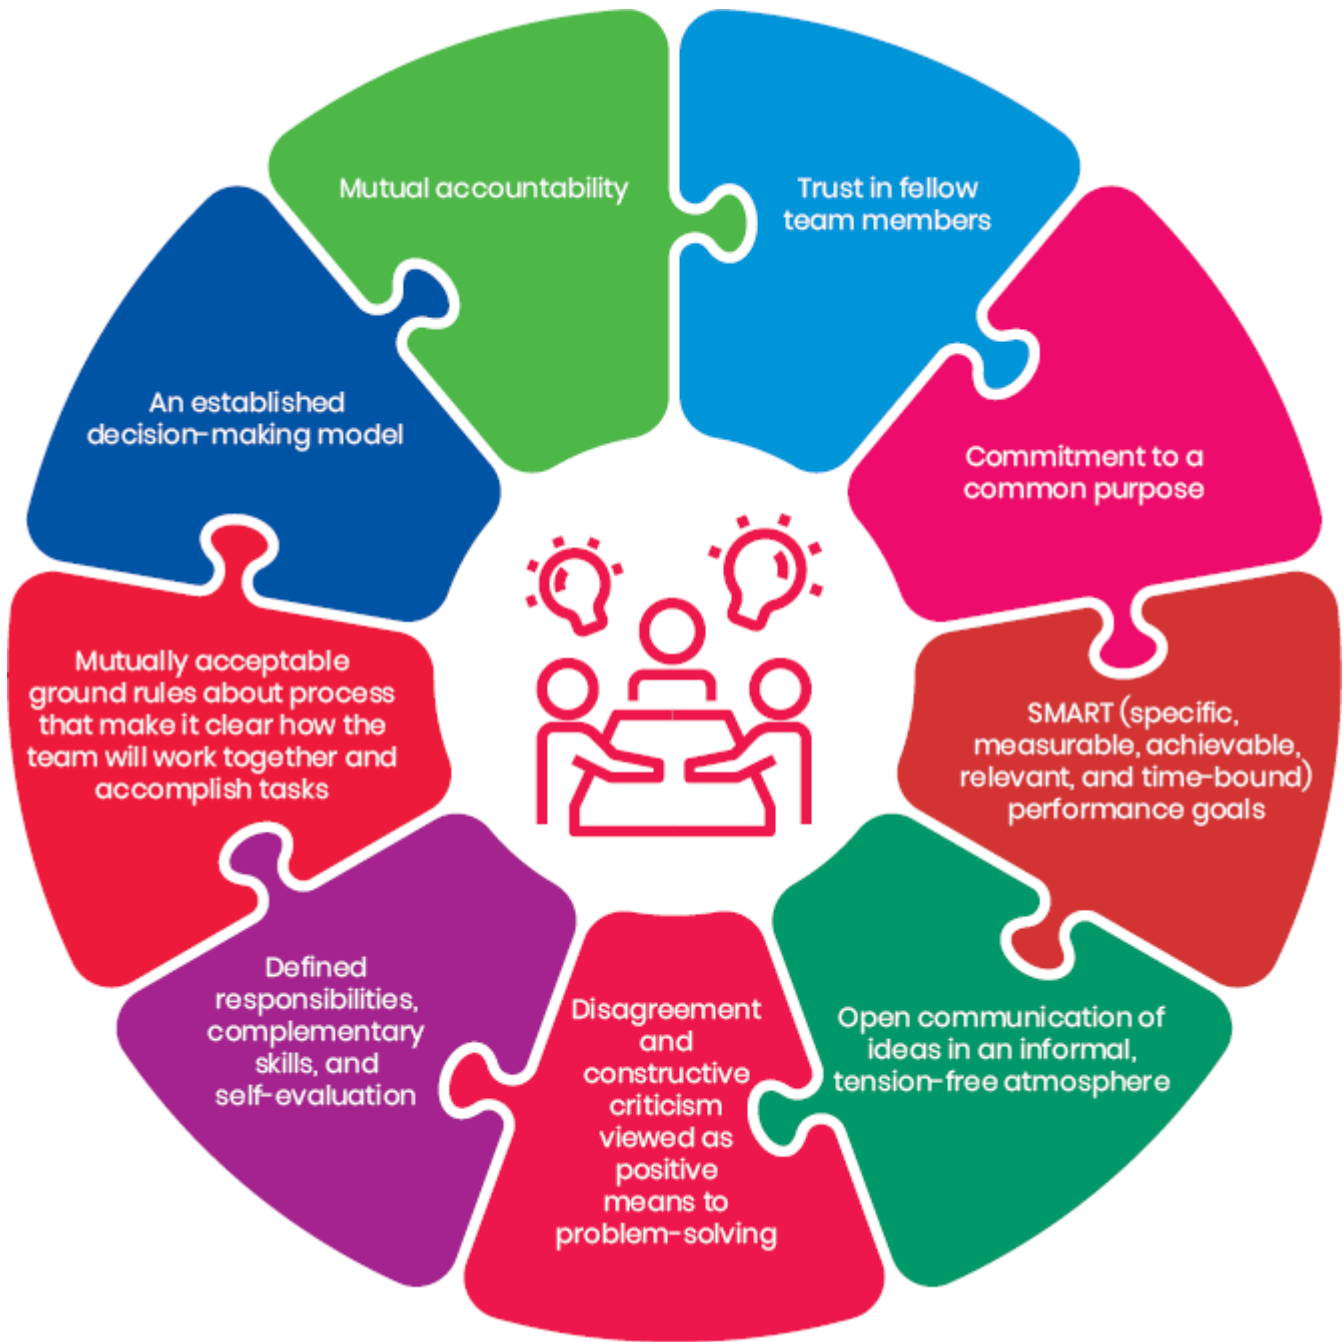 Mutual accountability
Trust in fellow
team members
Commitment to a
common purpose
SMART (specific,
measurable, achievable,
relevant, and time-bound)
performance goals
Open communication of
ideas in an informal,
tension-free atmosphere
Disagreement
and
constructive
criticism
viewed as
positive
means to
problem-solving
Defined
responsibilities,
complementary
skills, and
self-evaluation
Mutually acceptable
ground rules about process
that make it clear how the
team will work together and
accomplish tasks
An established
decision-making model